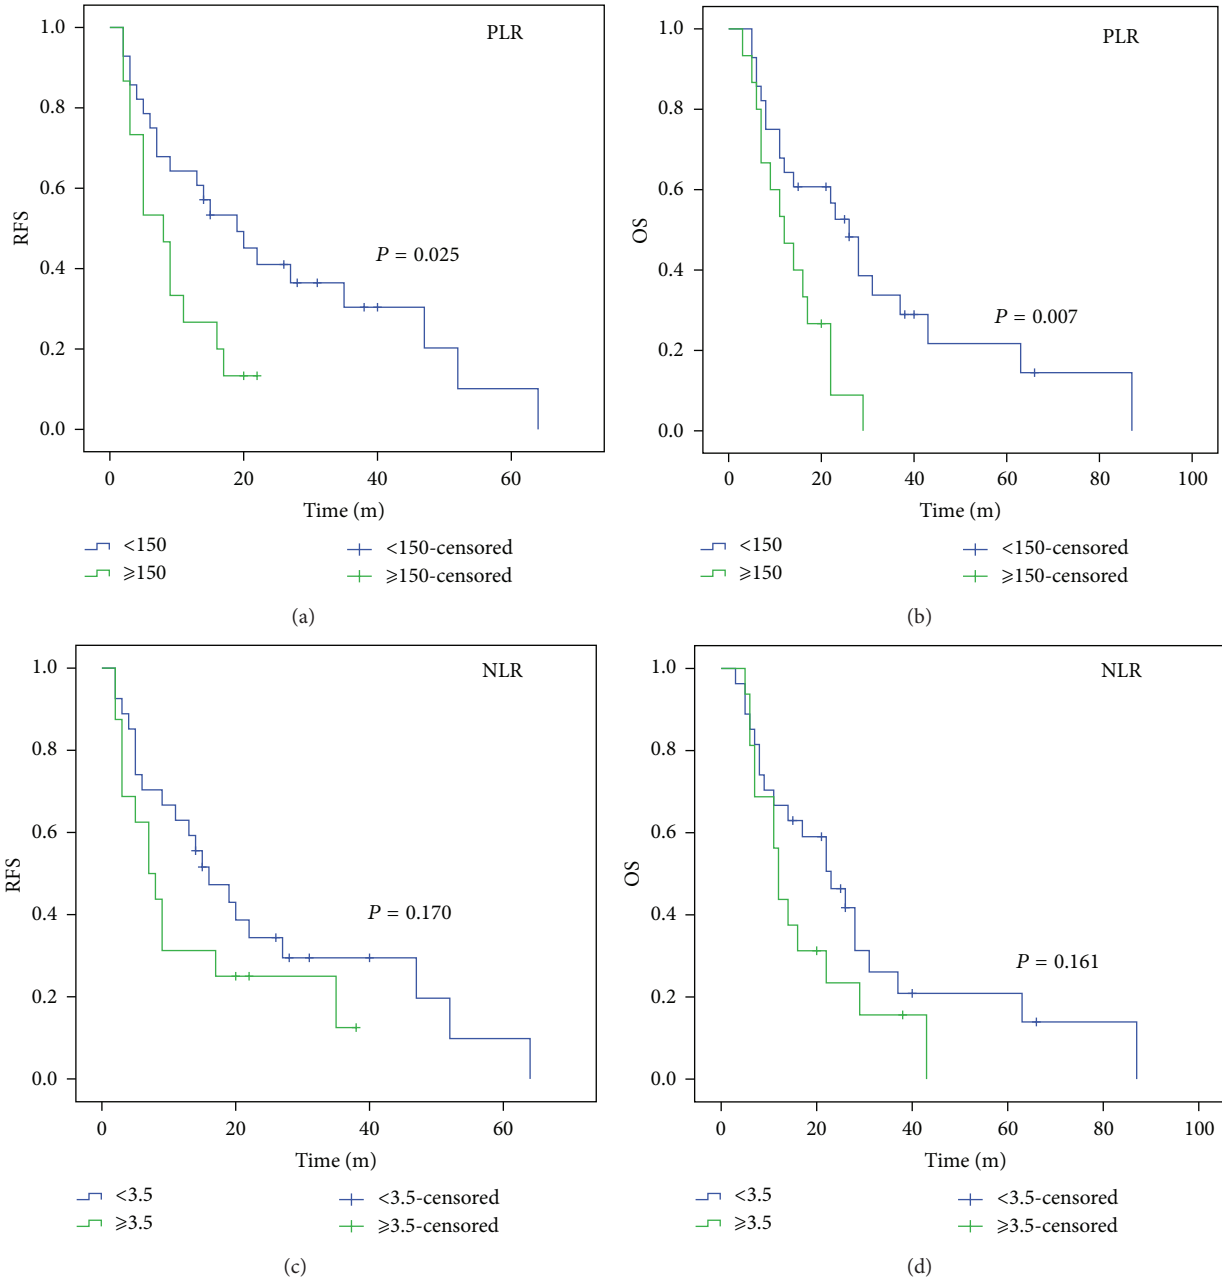 PLR
1.0
0.8
0.6
0.4
0.2
0.0
RFS
P = 0.025
0 20 40 60
Time (m)
<150 <150-censored
⩾150 ⩾150-censored
(a)
PLR
1.0
0.8
0.6
0.4
0.2
0.0
OS
P = 0.007
0 20 40 60 80 100
Time (m)
<150 <150-censored
⩾150 ⩾150-censored
(b)
NLR
1.0
0.8
0.6
0.4
0.2
0.0
RFS
P = 0.170
0 20 40 60
Time (m)
<3.5 <3.5-censored
⩾3.5 ⩾3.5-censored
(c)
NLR
1.0
0.8
0.6
0.4
0.2
0.0
OS
P = 0.161
0 20 40 60 80 100
Time (m)
<3.5 <3.5-censored
⩾3.5 ⩾3.5-censored
(d)